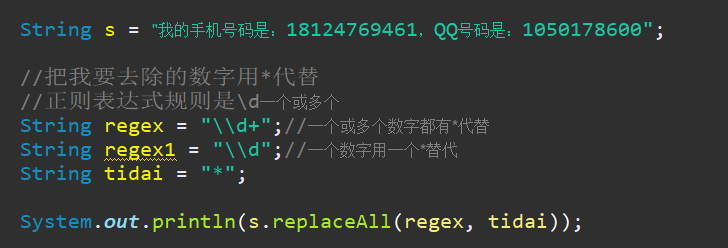 String s = "我的手机号码是：18124769461，QQ号码是：1050178600";
//把我要去除的数字用*代替
//正则表达式规则是\d一个或多个
String regex = "\\d+";//一个或多个数字都有*代替
String regex1 = "\\d";//一个数字用一个*替代
String tidai = "*";
System.out.println(s.replaceAll(regex, tidai));